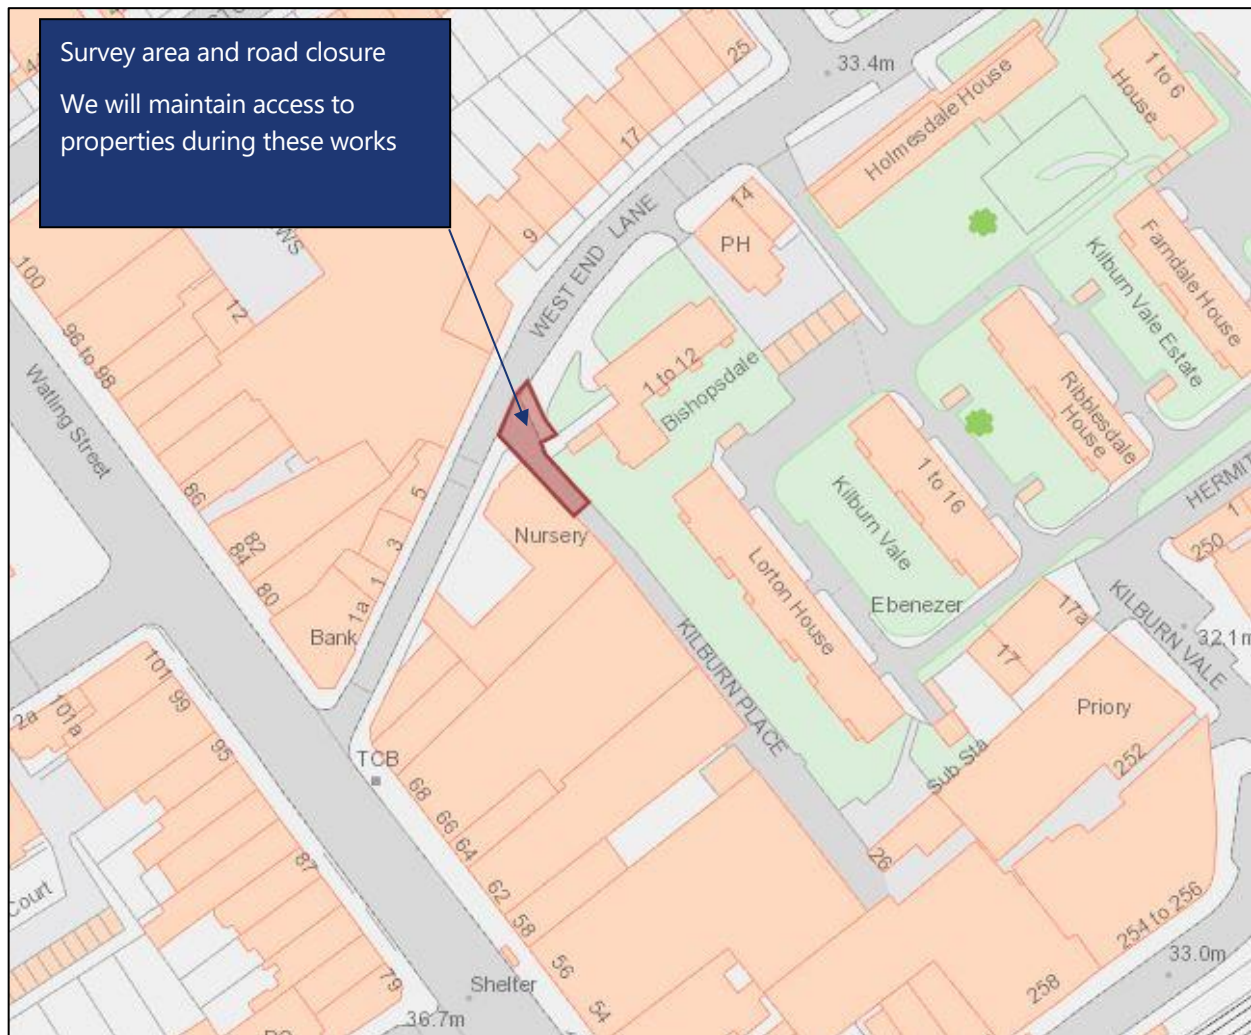 Survey area and road closure
We will maintain access to
properties during these works
25
33.4m
Holmesdale House
1 to 6
House
17
WEST END LANE
14
PH
9
WS
12
100
96 to 98
Watling Street
Farndale House
Kilburn Vale Estate
Ribblesdale
House
1 to 12
Bishopsdale
86
5
3
1
1a
82
84
80
Bank
Nursery
1 to 16
Kilburn Vale
Lorton House
Ebenezer
HERMIT
1
250
17a
17
KILBURN VALE
32.1m
KILBURN PLACE
Priory
Sub Sta
252
101
99
101a
2a
95
TCB
68
66
64
87
62
58
56
54
26
254 to 256
33.0m
258
Court
79
Shelter
36.7m